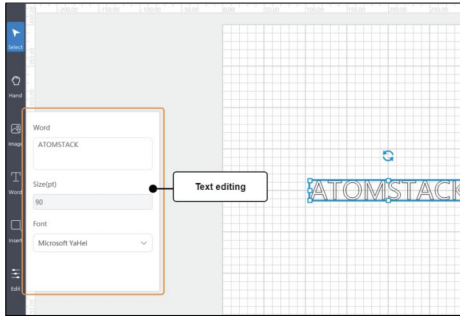 Select
Hand
Image
Word
Insert
Edit
Word
ATOMSTACK
Size(pt)
90
Font
Microsoft YaHei
Text editing
ATOMSTACK